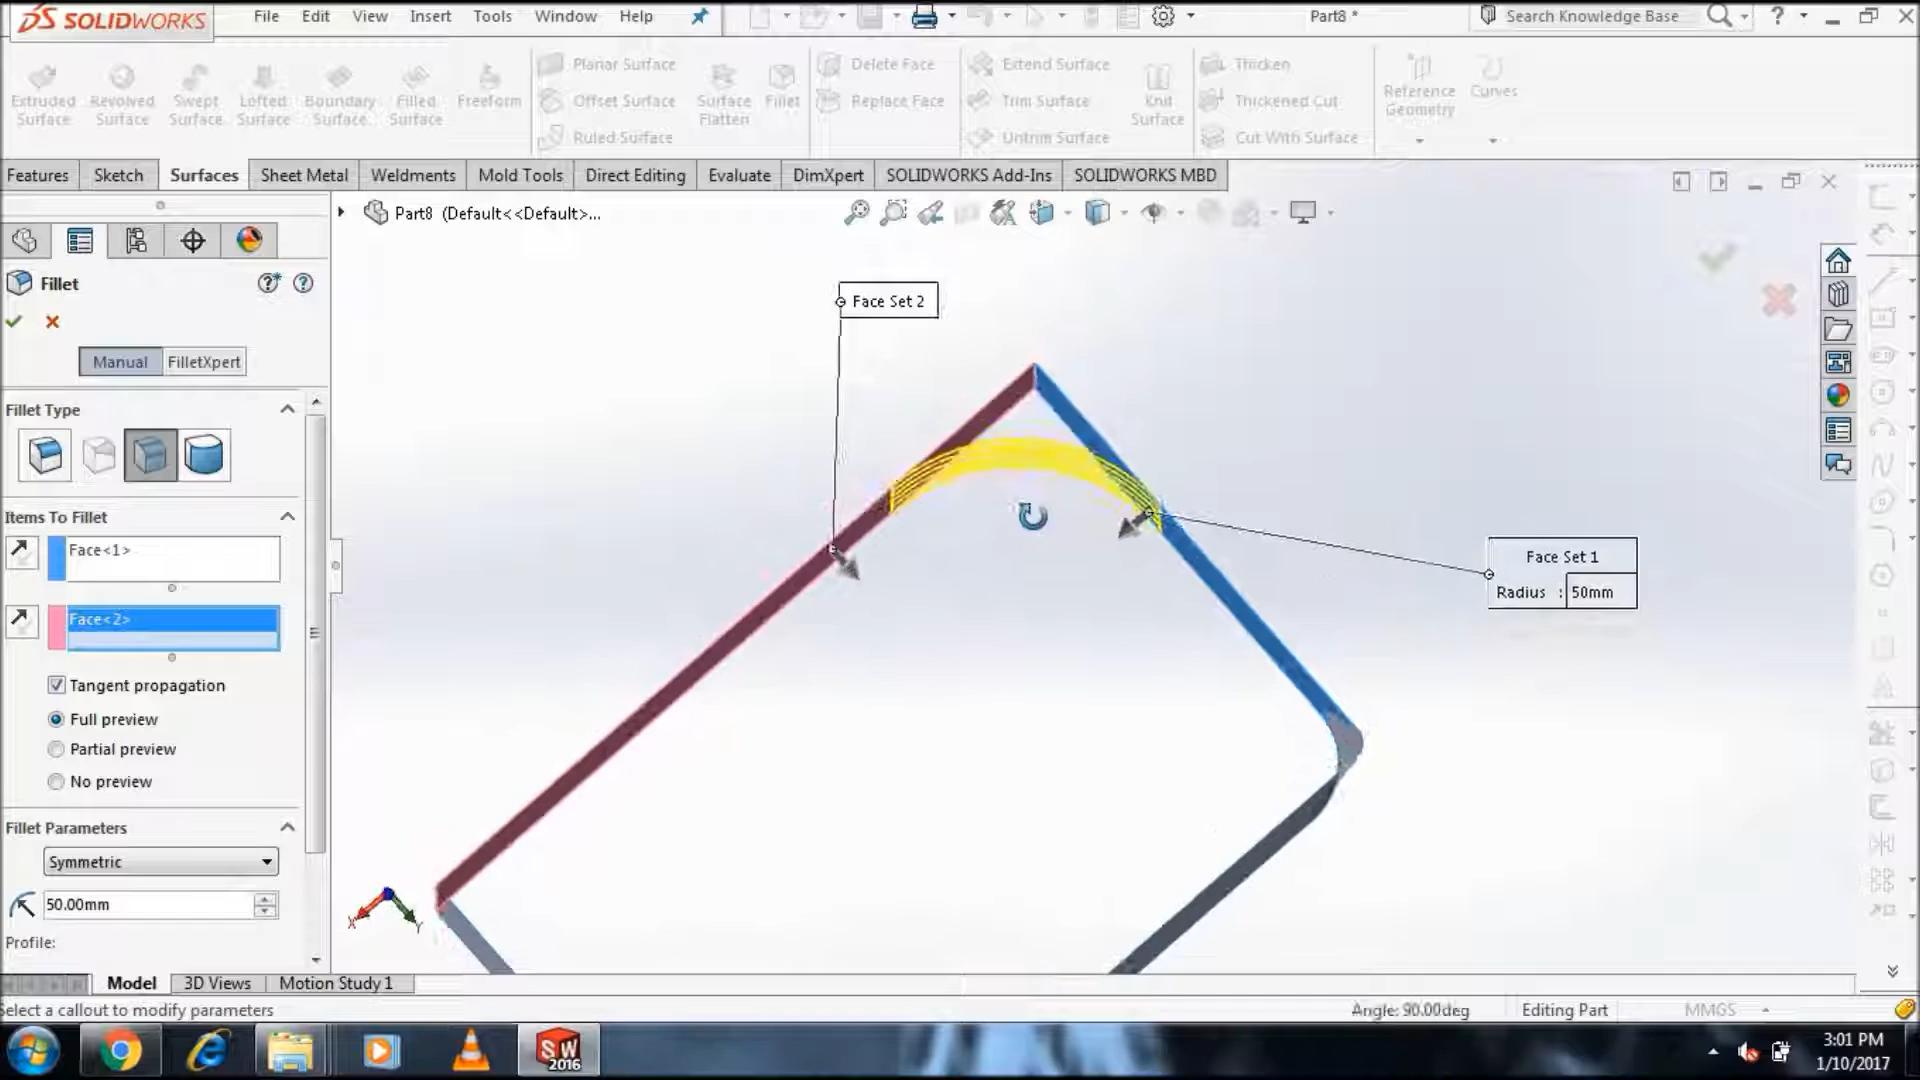 SOLIDWORKS File Edit View Insert Tools Window Help Part8 * Search Knowledge Base ?
Extruded Surface
Revolved Surface
Swept Surface
Lofted Surface
Boundary Surface
Filled Surface
Freeform
Planar Surface
Offset Surface
Ruled Surface
Surface Flatten
Fillet
Delete Face
Replace Face
Extend Surface
Trim Surface
Untrim Surface
Knit Surface
Thicken
Thickened Cut
Cut With Surface
Reference Geometry
Curves
Features Sketch Surfaces Sheet Metal Weldments Mold Tools Direct Editing Evaluate DimXpert SOLIDWORKS Add-Ins SOLIDWORKS MBD
Part8 (Default<<Default>...
Fillet
Manual FilletXpert
Fillet Type
Items To Fillet
Face<1>
Face<2>
Tangent propagation
Full preview
Partial preview
No preview
Fillet Parameters
Symmetric
50.00mm
Profile:
Face Set 2
Face Set 1
Radius : 50mm
X
Y
Model 3D Views Motion Study 1
Select a callout to modify parameters Angle: 90.00deg Editing Part MMGS
SW 2016
3:01 PM
1/10/2017